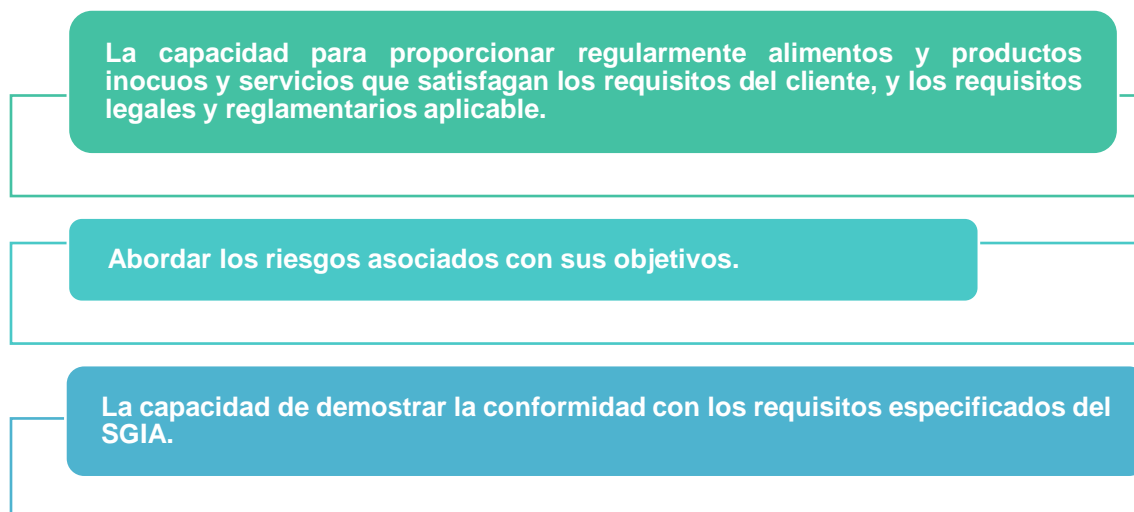 La capacidad para proporcionar regularmente alimentos y productos
inocuos y servicios que satisfagan los requisitos del cliente, y los requisitos
legales y reglamentarios aplicable.
Abordar los riesgos asociados con sus objetivos.
La capacidad de demostrar la conformidad con los requisitos especificados del
SGIA.